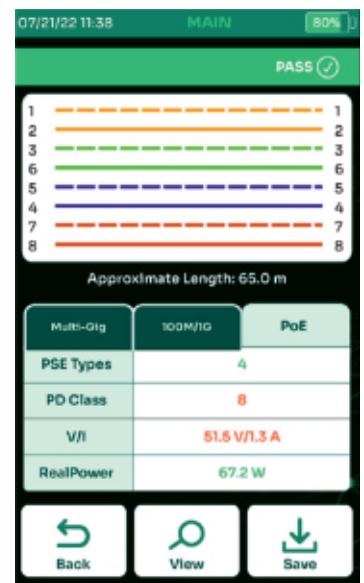 07/21/22 11:38 MAIN 80%
PASS
1 1
2 2
3 3
6 6
5 5
4 4
7 7
8 8
Approximate Length: 65.0 m
Multi-Gig 100M/1G PoE
PSE Types 4
PD Class 8
V/I 51.5 V/1.3 A
RealPower 67.2 W
Back View Save